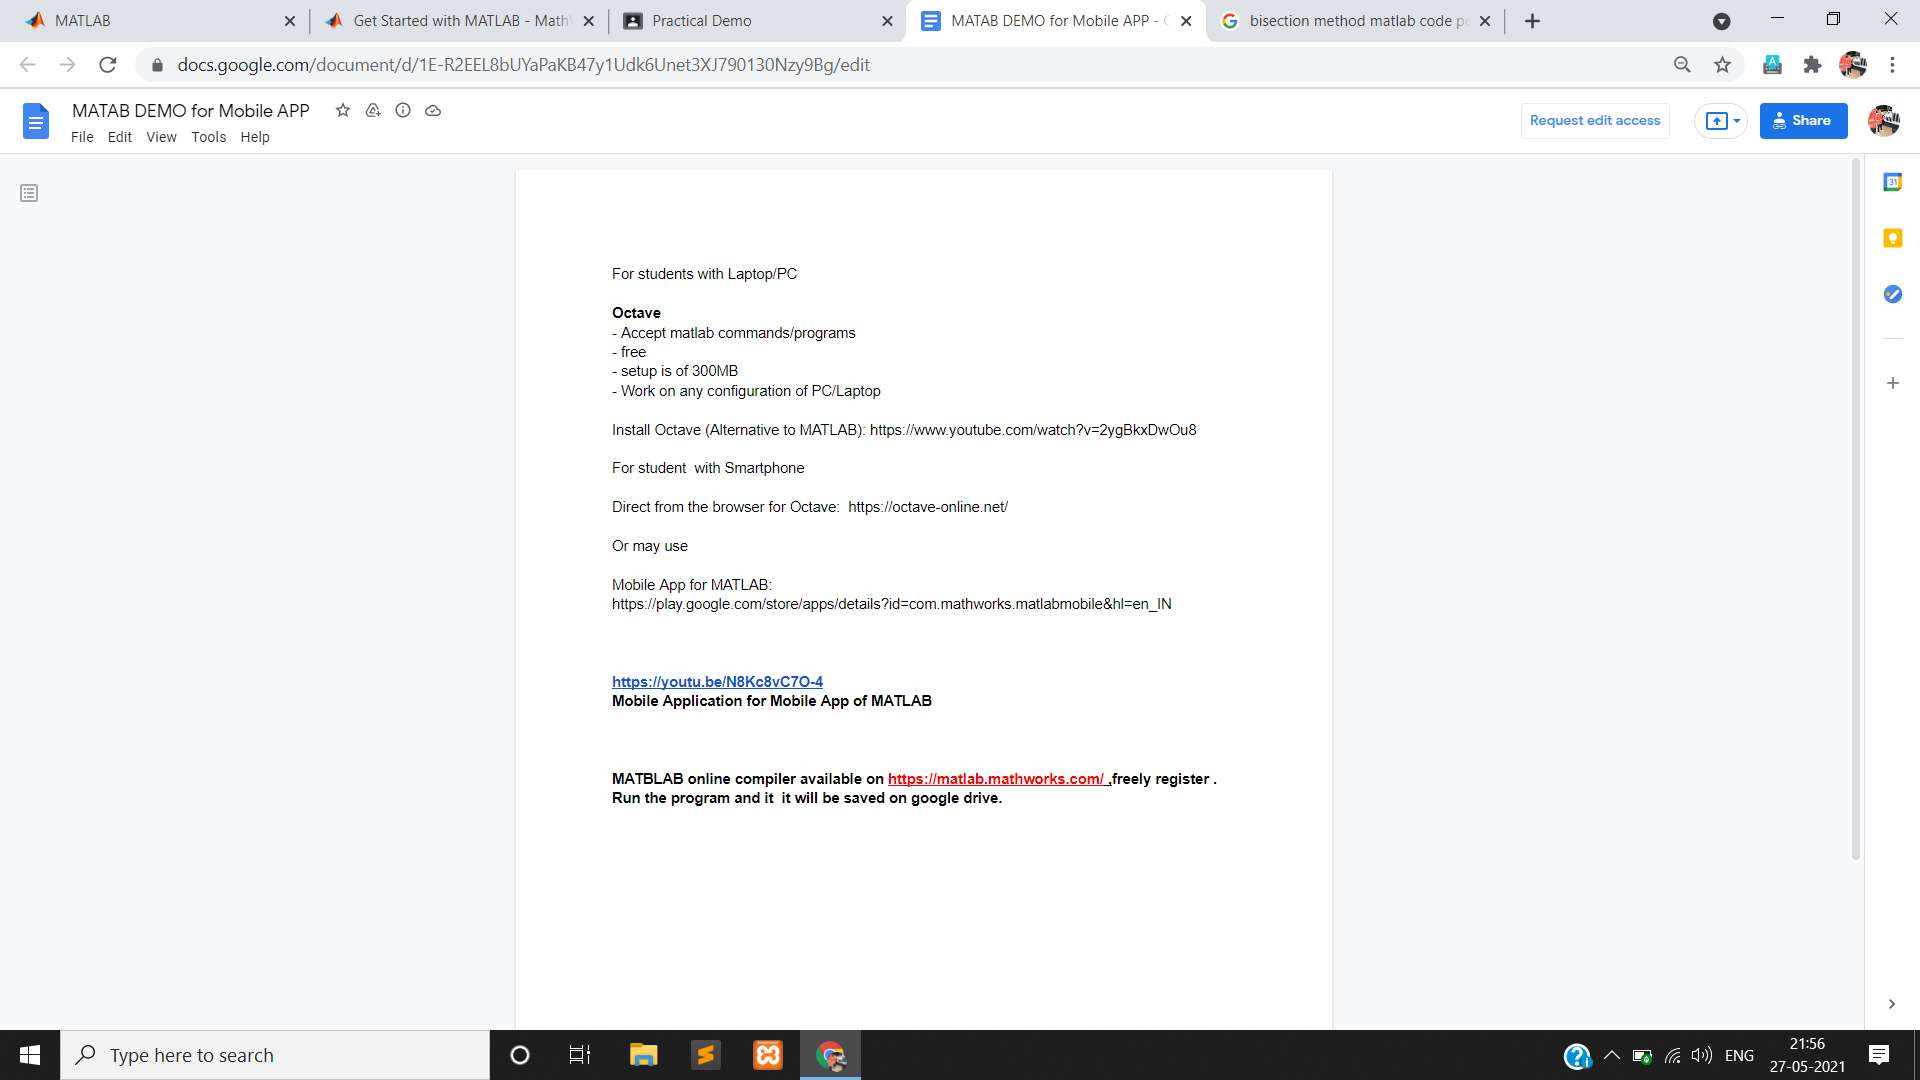 MATLAB
Get Started with MATLAB - Math
Practical Demo
MATAB DEMO for Mobile APP -
bisection method matlab code p
docs.google.com/document/d/1E-R2EEL8bUYaPaKB47y1Udk6Unet3XJ790130Nzy9Bg/edit
MATAB DEMO for Mobile APP
File Edit View Tools Help
Request edit access
Share
31
For students with Laptop/PC
Octave
- Accept matlab commands/programs
- free
- setup is of 300MB
- Work on any configuration of PC/Laptop
Install Octave (Alternative to MATLAB): https://www.youtube.com/watch?v=2ygBkxDwOu8
For student  with Smartphone
Direct from the browser for Octave:  https://octave-online.net/
Or may use
Mobile App for MATLAB:
https://play.google.com/store/apps/details?id=com.mathworks.matlabmobile&hl=en_IN
https://youtu.be/N8Kc8vC7O-4
Mobile Application for Mobile App of MATLAB
MATBLAB online compiler available on https://matlab.mathworks.com/ ,freely register .
Run the program and it  it will be saved on google drive.
Type here to search
ENG
21:56
27-05-2021